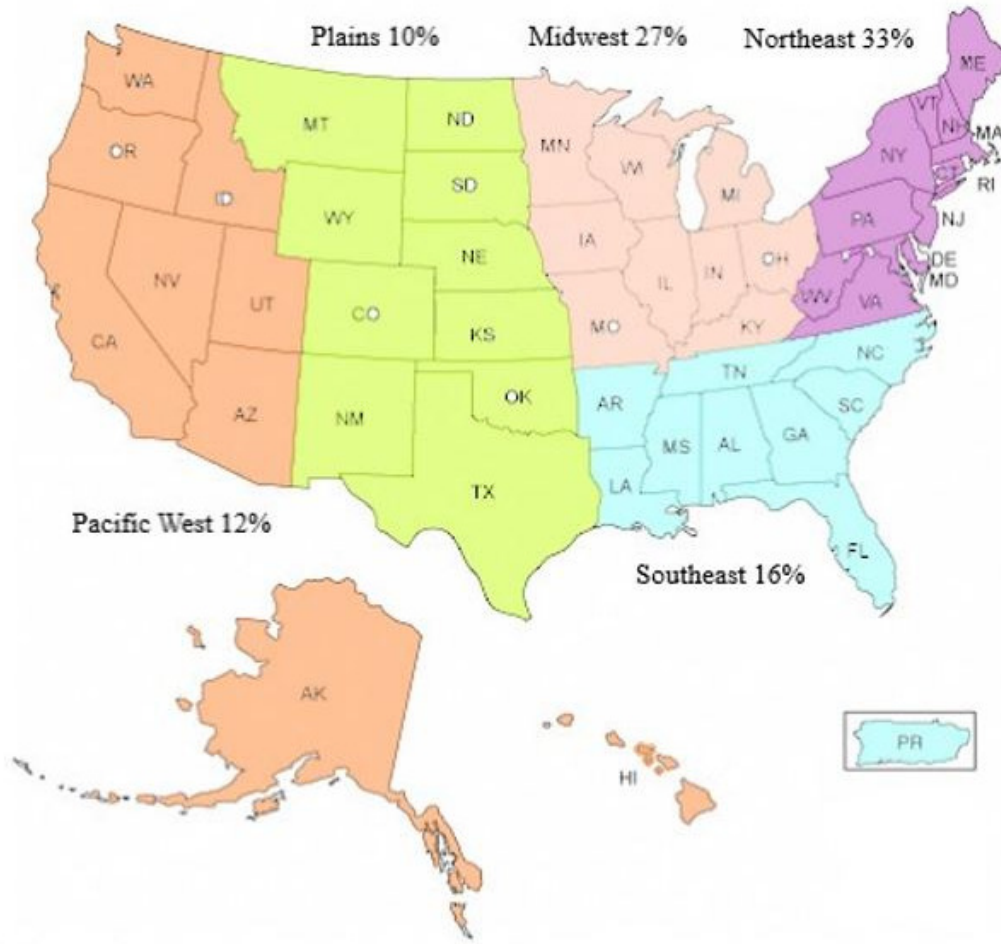 Plains 10%
Midwest 27%
Northeast 33%
WA
MT
ND
MN
ME
VT
NH
MA
OR
ID
SD
WI
NY
CT
RI
WY
MI
PA
NJ
IA
NE
NV
UT
CO
IL
IN
OH
DE
MD
WV
VA
CA
KS
MO
KY
AZ
NM
OK
AR
TN
NC
SC
MS
AL
GA
TX
LA
Pacific West 12%
FL
Southeast 16%
AK
PR
HI